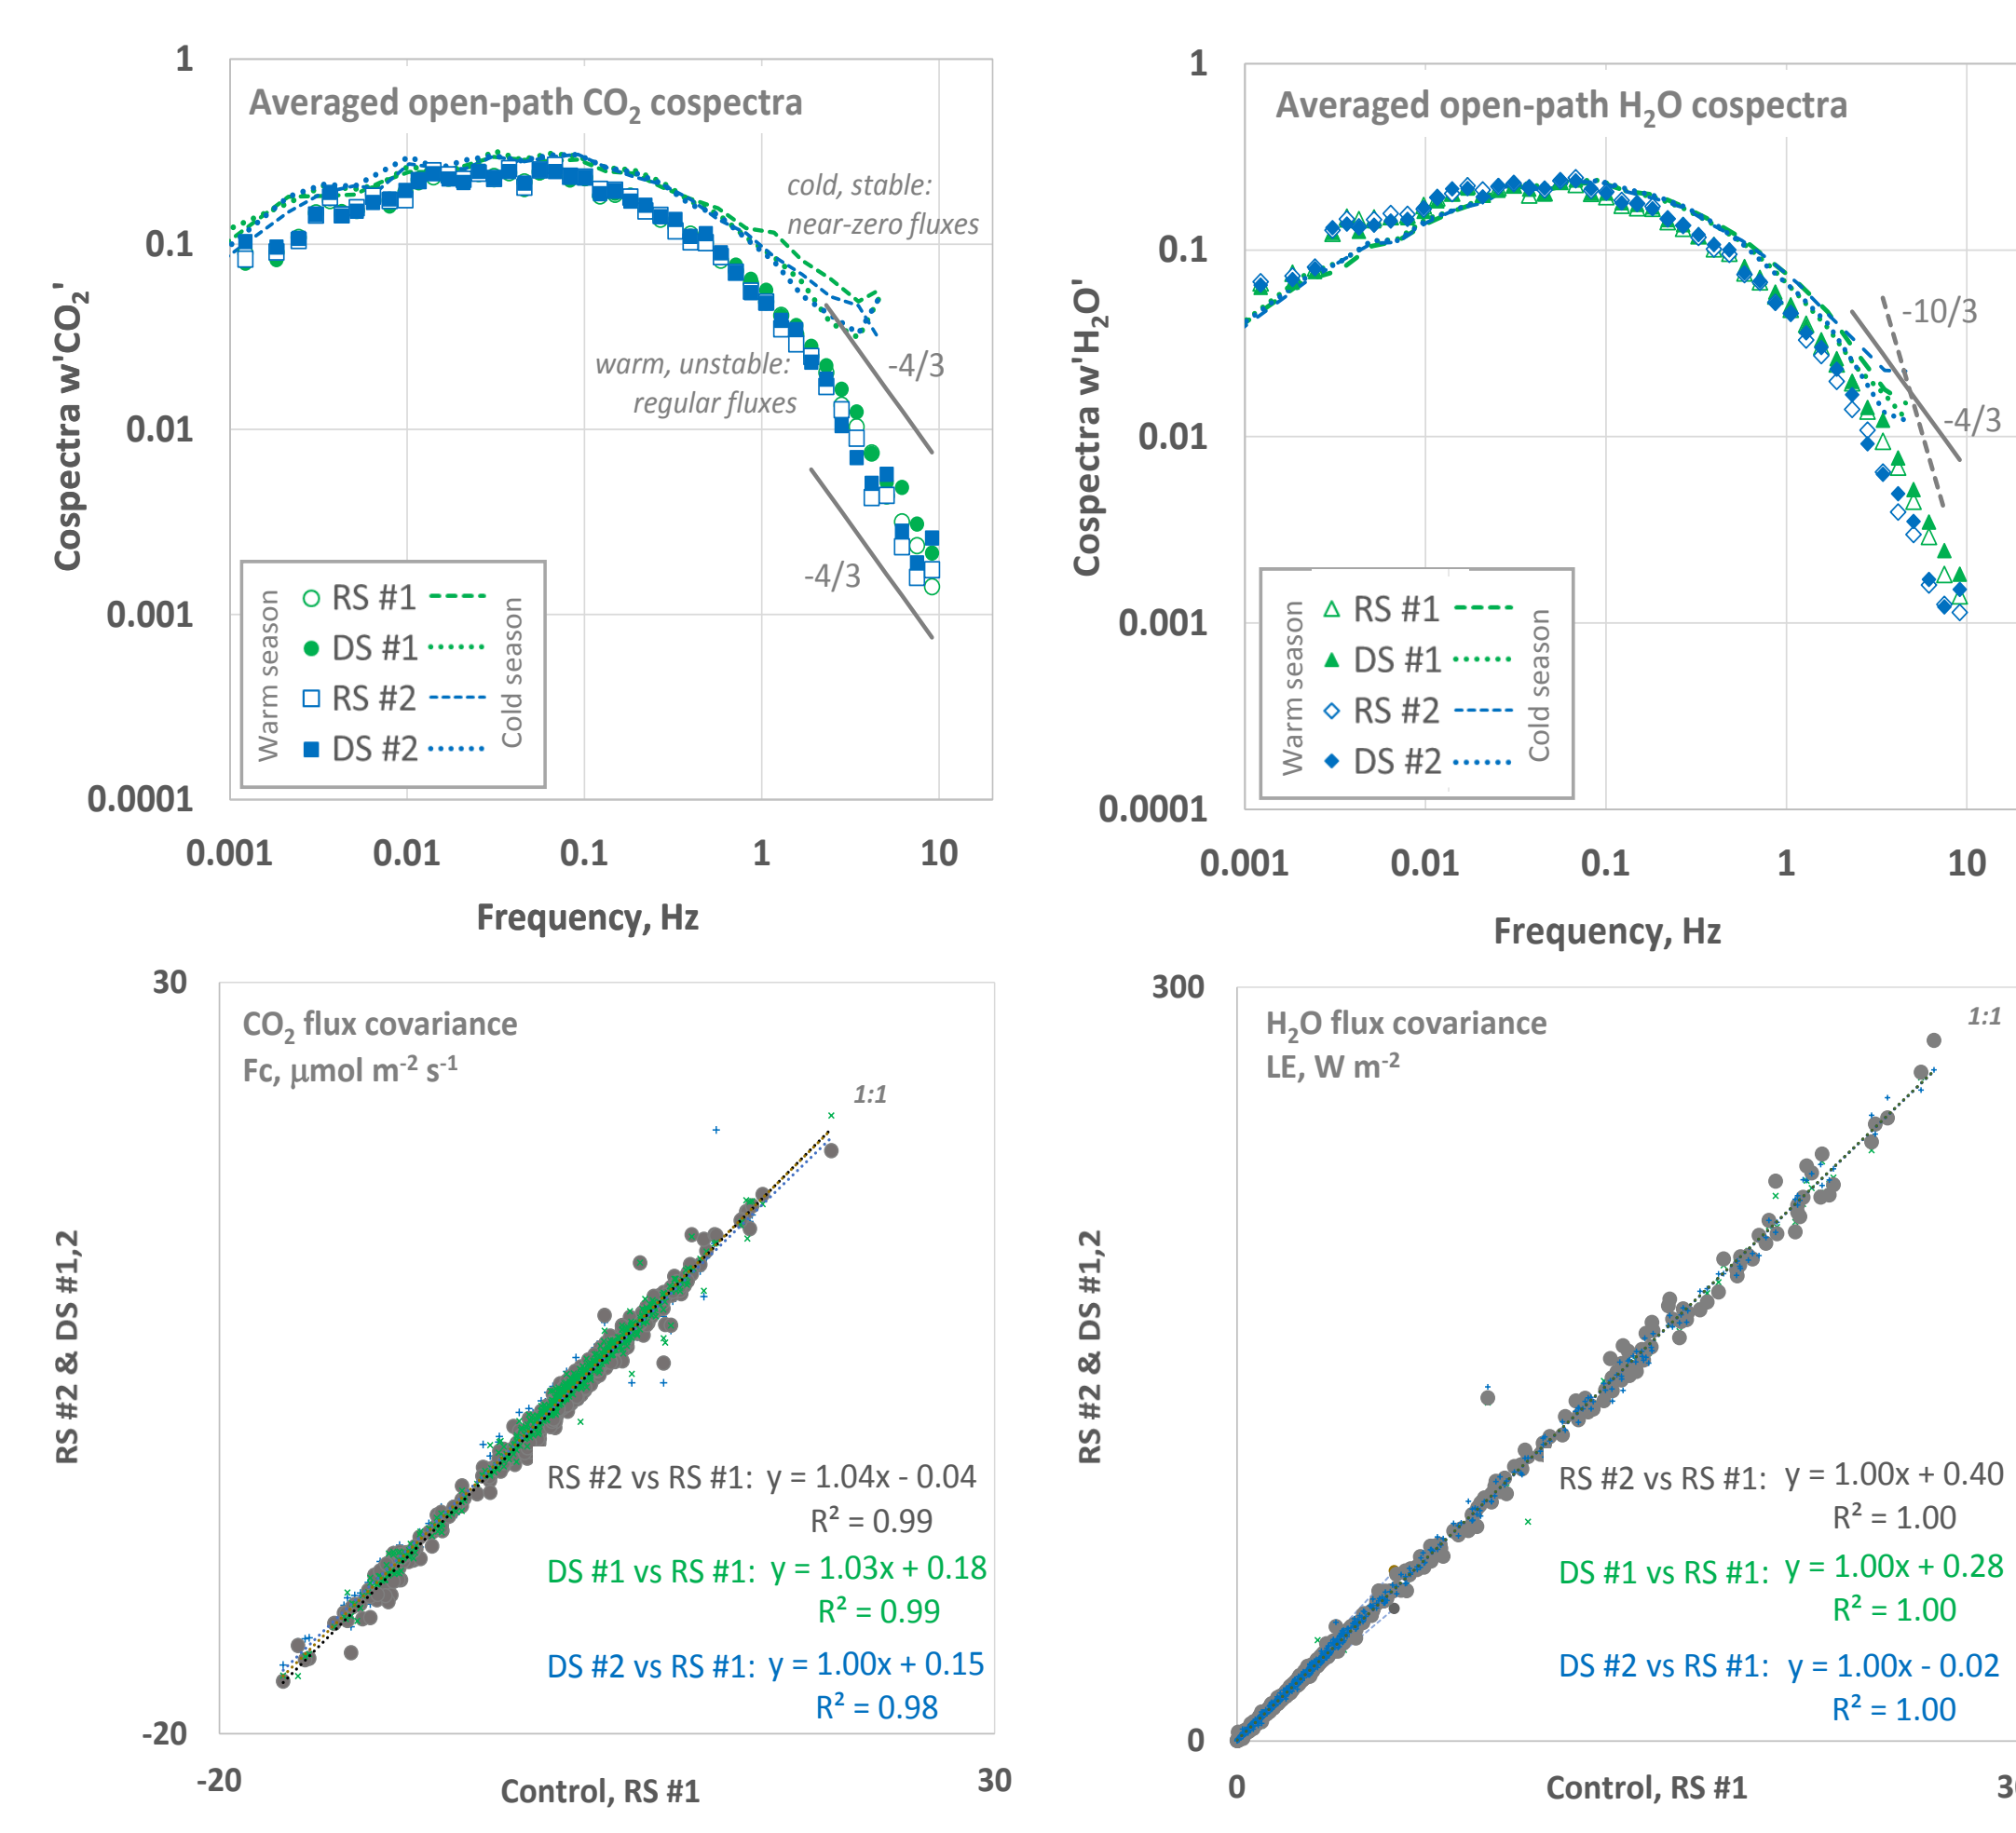 Averaged open-path CO₂ cospectra
cold, stable:
near-zero fluxes
warm, unstable:
regular fluxes
-4/3
-4/3
Cospectra w'CO₂'
1
0.1
0.01
0.001
0.0001
Warm season
RS #1
DS #1
RS #2
DS #2
Cold season
0.001 0.01 0.1 1 10
Frequency, Hz
Averaged open-path H₂O cospectra
-10/3
-4/3
Cospectra w'H₂O'
1
0.1
0.01
0.001
0.0001
Warm season
RS #1
DS #1
RS #2
DS #2
Cold season
0.001 0.01 0.1 1 10
Frequency, Hz
30
CO₂ flux covariance
Fc, μmol m⁻² s⁻¹
1:1
RS #2 & DS #1,2
RS #2 vs RS #1: y = 1.04x - 0.04
R² = 0.99
DS #1 vs RS #1: y = 1.03x + 0.18
R² = 0.99
DS #2 vs RS #1: y = 1.00x + 0.15
R² = 0.98
-20
-20 30
Control, RS #1
300
H₂O flux covariance
LE, W m⁻²
1:1
RS #2 & DS #1,2
RS #2 vs RS #1: y = 1.00x + 0.40
R² = 1.00
DS #1 vs RS #1: y = 1.00x + 0.28
R² = 1.00
DS #2 vs RS #1: y = 1.00x - 0.02
R² = 1.00
0
0
Control, RS #1